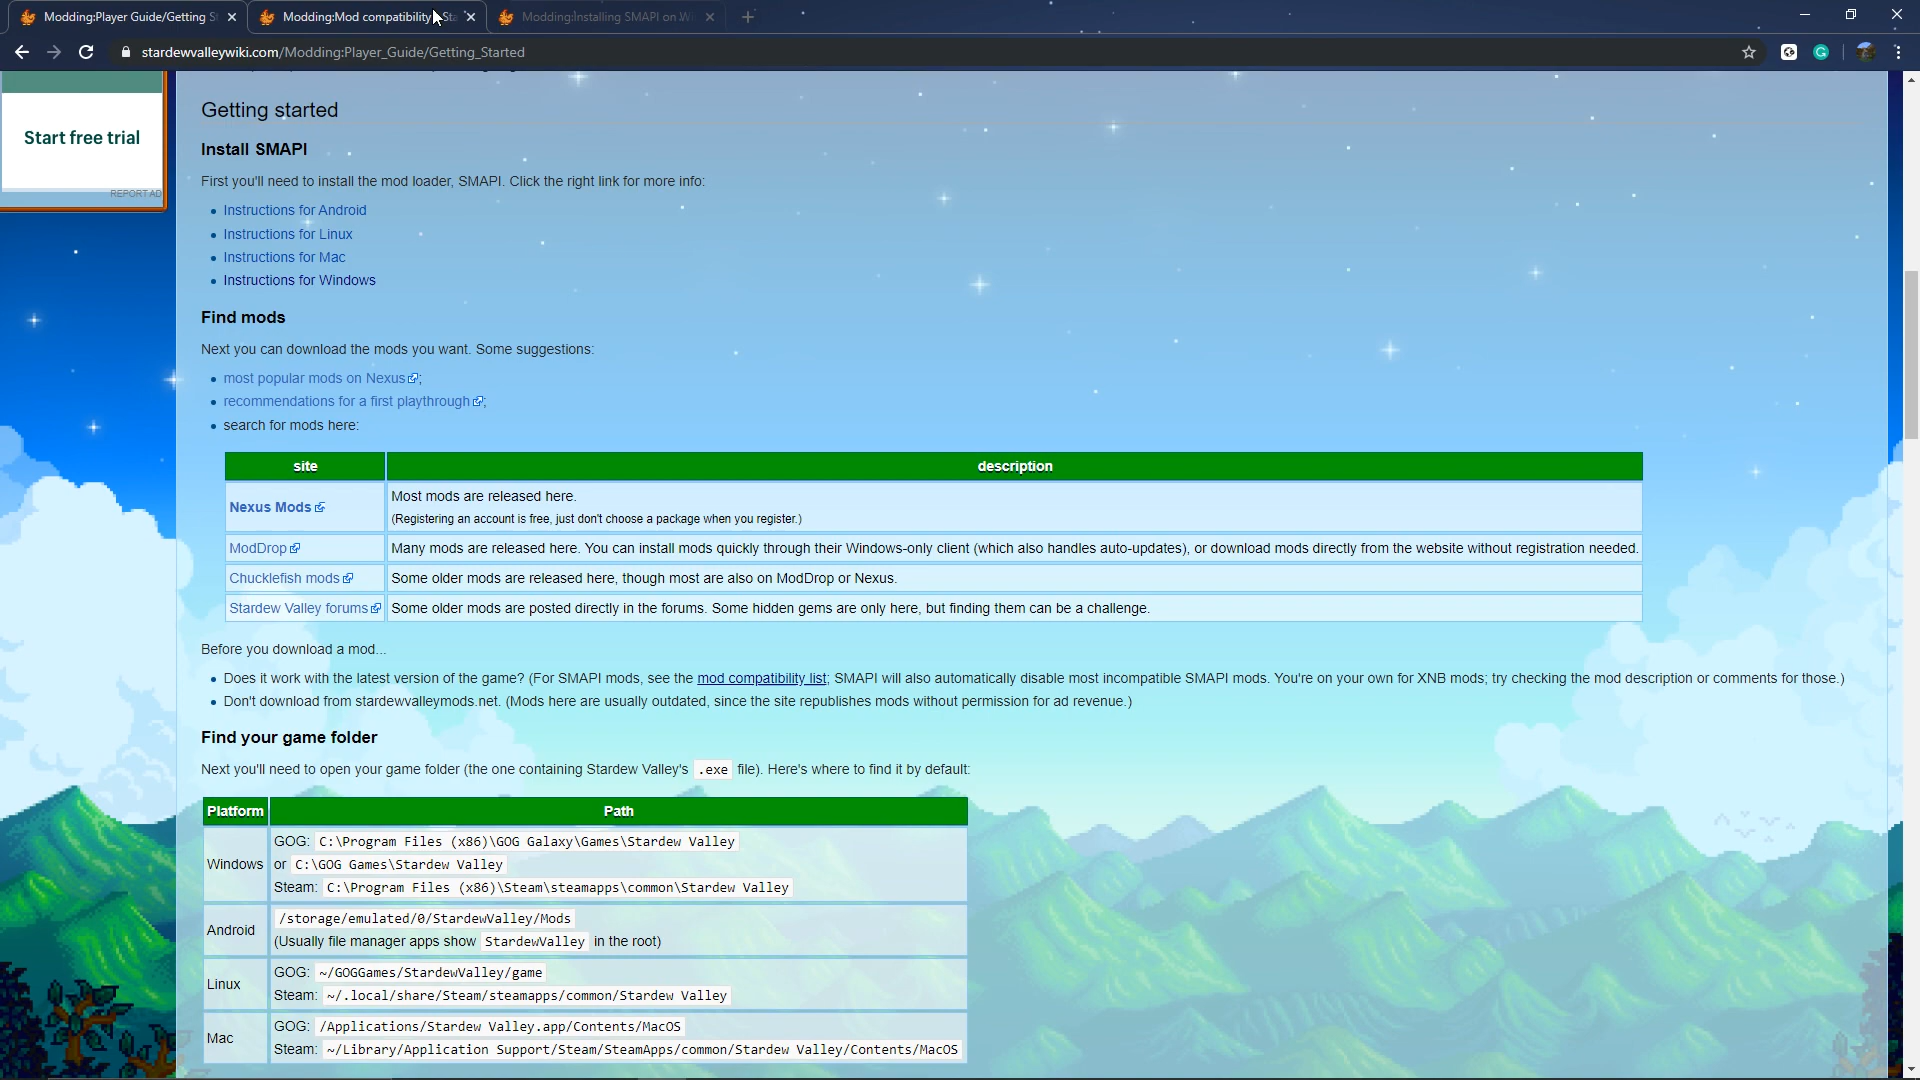 Modding:Player Guide/Getting S
Modding:Mod compatibility
Modding:Installing SMAPI on Wi
stardewvalleywiki.com/Modding:Player_Guide/Getting_Started
Start free trial
REPORT AD
Getting started
Install SMAPI
First you'll need to install the mod loader, SMAPI. Click the right link for more info:
Instructions for Android
Instructions for Linux
Instructions for Mac
Instructions for Windows
Find mods
Next you can download the mods you want. Some suggestions:
most popular mods on Nexus;
recommendations for a first playthrough;
search for mods here:
site description
Nexus Mods Most mods are released here.
(Registering an account is free, just don't choose a package when you register.)
ModDrop Many mods are released here. You can install mods quickly through their Windows-only client (which also handles auto-updates), or download mods directly from the website without registration needed.
Chucklefish mods Some older mods are released here, though most are also on ModDrop or Nexus.
Stardew Valley forums Some older mods are posted directly in the forums. Some hidden gems are only here, but finding them can be a challenge.
Before you download a mod...
Does it work with the latest version of the game? (For SMAPI mods, see the mod compatibility list; SMAPI will also automatically disable most incompatible SMAPI mods. You're on your own for XNB mods; try checking the mod description or comments for those.)
Don't download from stardewvalleymods.net. (Mods here are usually outdated, since the site republishes mods without permission for ad revenue.)
Find your game folder
Next you'll need to open your game folder (the one containing Stardew Valley's .exe file). Here's where to find it by default:
Platform Path
Windows GOG: C:\Program Files (x86)\GOG Galaxy\Games\Stardew Valley
or C:\GOG Games\Stardew Valley
Steam: C:\Program Files (x86)\Steam\steamapps\common\Stardew Valley
Android /storage/emulated/0/StardewValley/Mods
(Usually file manager apps show StardewValley in the root)
Linux GOG: ~/GOGGames/StardewValley/game
Steam: ~/.local/share/Steam/steamapps/common/Stardew Valley
Mac GOG: /Applications/Stardew Valley.app/Contents/MacOS
Steam: ~/Library/Application Support/Steam/SteamApps/common/Stardew Valley/Contents/MacOS